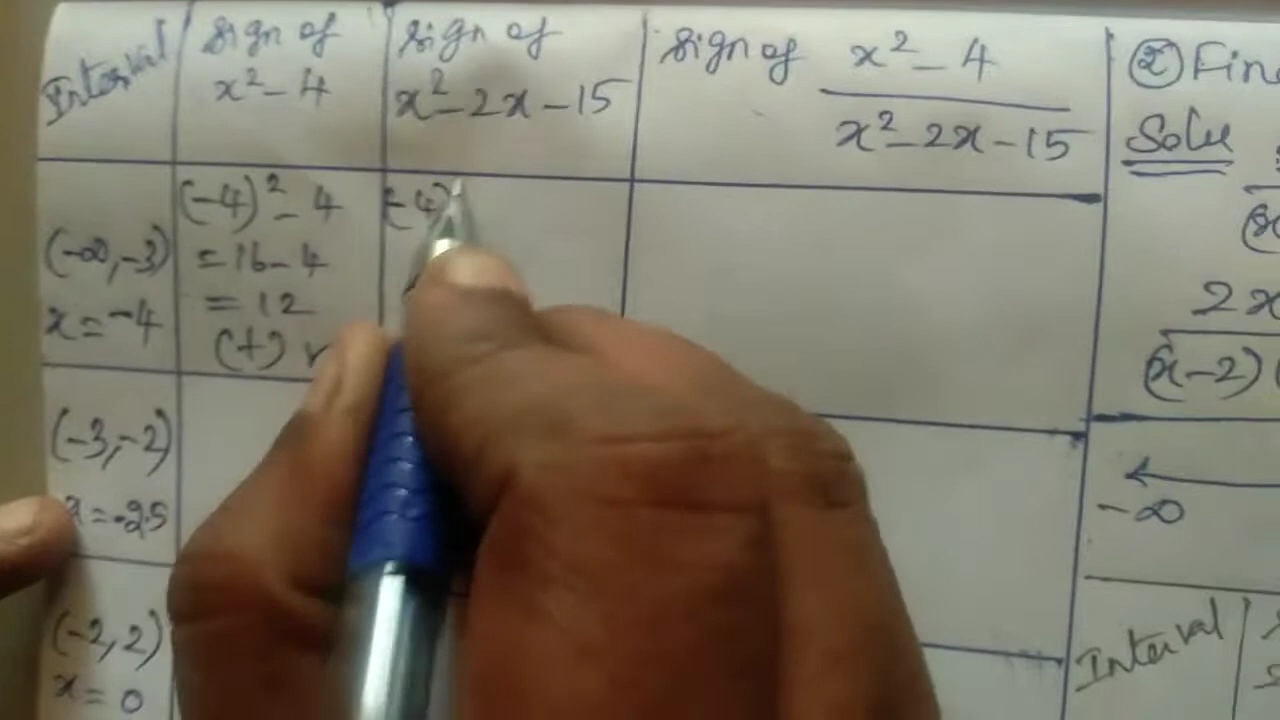 Interval
sign of
x² - 4
sign of
x² - 2x - 15
sign of x² - 4
x² - 2x - 15
(-∞, -3)
x = -4
(-4)² - 4
= 16 - 4
= 12
(+)
(-4)
(-3, -2)
x = -2.5
(-2, 2)
x = 0
②
Solu
2x
(x-2)
-∞
Interval